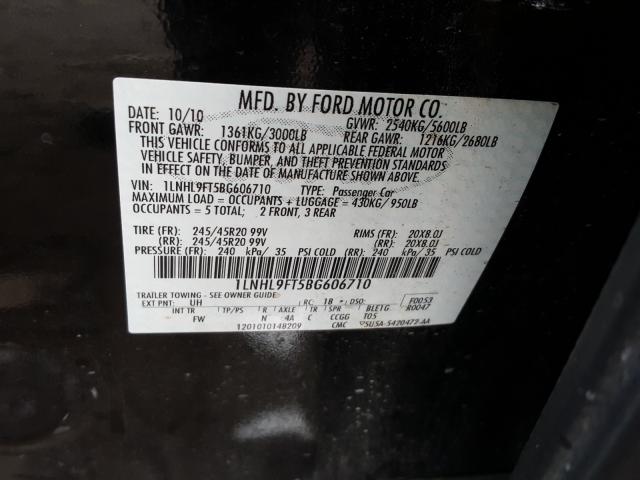 MFD. BY FORD MOTOR CO.
DATE: 10/10 GVWR: 2540KG/5600LB
FRONT GAWR: 1361KG/3000LB REAR GAWR: 1216KG/2680LB
THIS VEHICLE CONFORMS TO ALL APPLICABLE FEDERAL MOTOR
VEHICLE SAFETY, BUMPER, AND THEFT PREVENTION STANDARDS
IN EFFECT ON THE DATE OF MANUFACTURE SHOWN ABOVE.
VIN: 1LNHL9FT5BG606710 TYPE: Passenger Car
MAXIMUM LOAD = OCCUPANTS + LUGGAGE = 430KG/ 950LB
OCCUPANTS = 5 TOTAL; 2 FRONT, 3 REAR
TIRE (FR): 245/45R20 99V RIMS (FR): 20X8.0J
(RR): 245/45R20 99V (RR): 20X8.0J
PRESSURE (FR): 240 kPa/ 35 PSI COLD (RR): 240 kPa/ 35 PSI COLD
1LNHL9FT5BG606710
TRAILER TOWING - SEE OWNER GUIDE
EXT PNT: UH RC: 18 DSO: F0053
INT TR TP/PS R AXLE TR SPR BLETG R0047
FW N 4A C CCGG T05
1201010148209 CMC 5U5A-5420472-AA